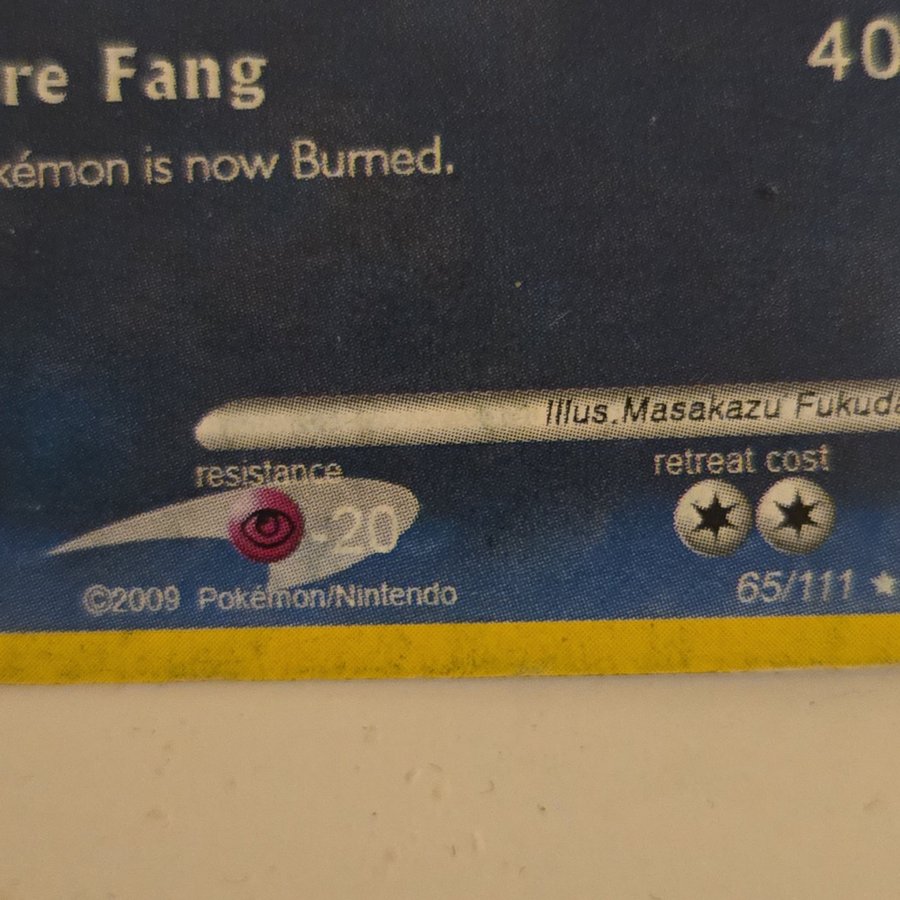 re Fang 40
kémon is now Burned.
Illus.Masakazu Fukuda
resistance retreat cost
-20
©2009 Pokémon/Nintendo 65/111